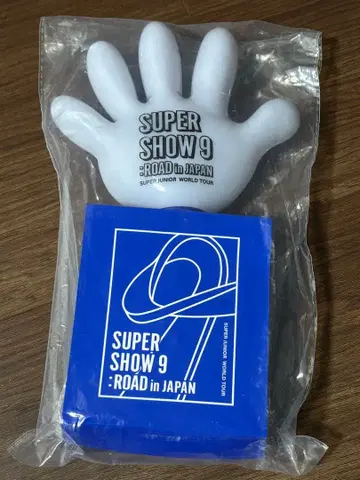 SUPER
SHOW 9
:ROAD in JAPAN
SUPER JUNIOR WORLD TOUR
SUPER
SHOW 9
:ROAD in JAPAN
SUPER JUNIOR WORLD TOUR